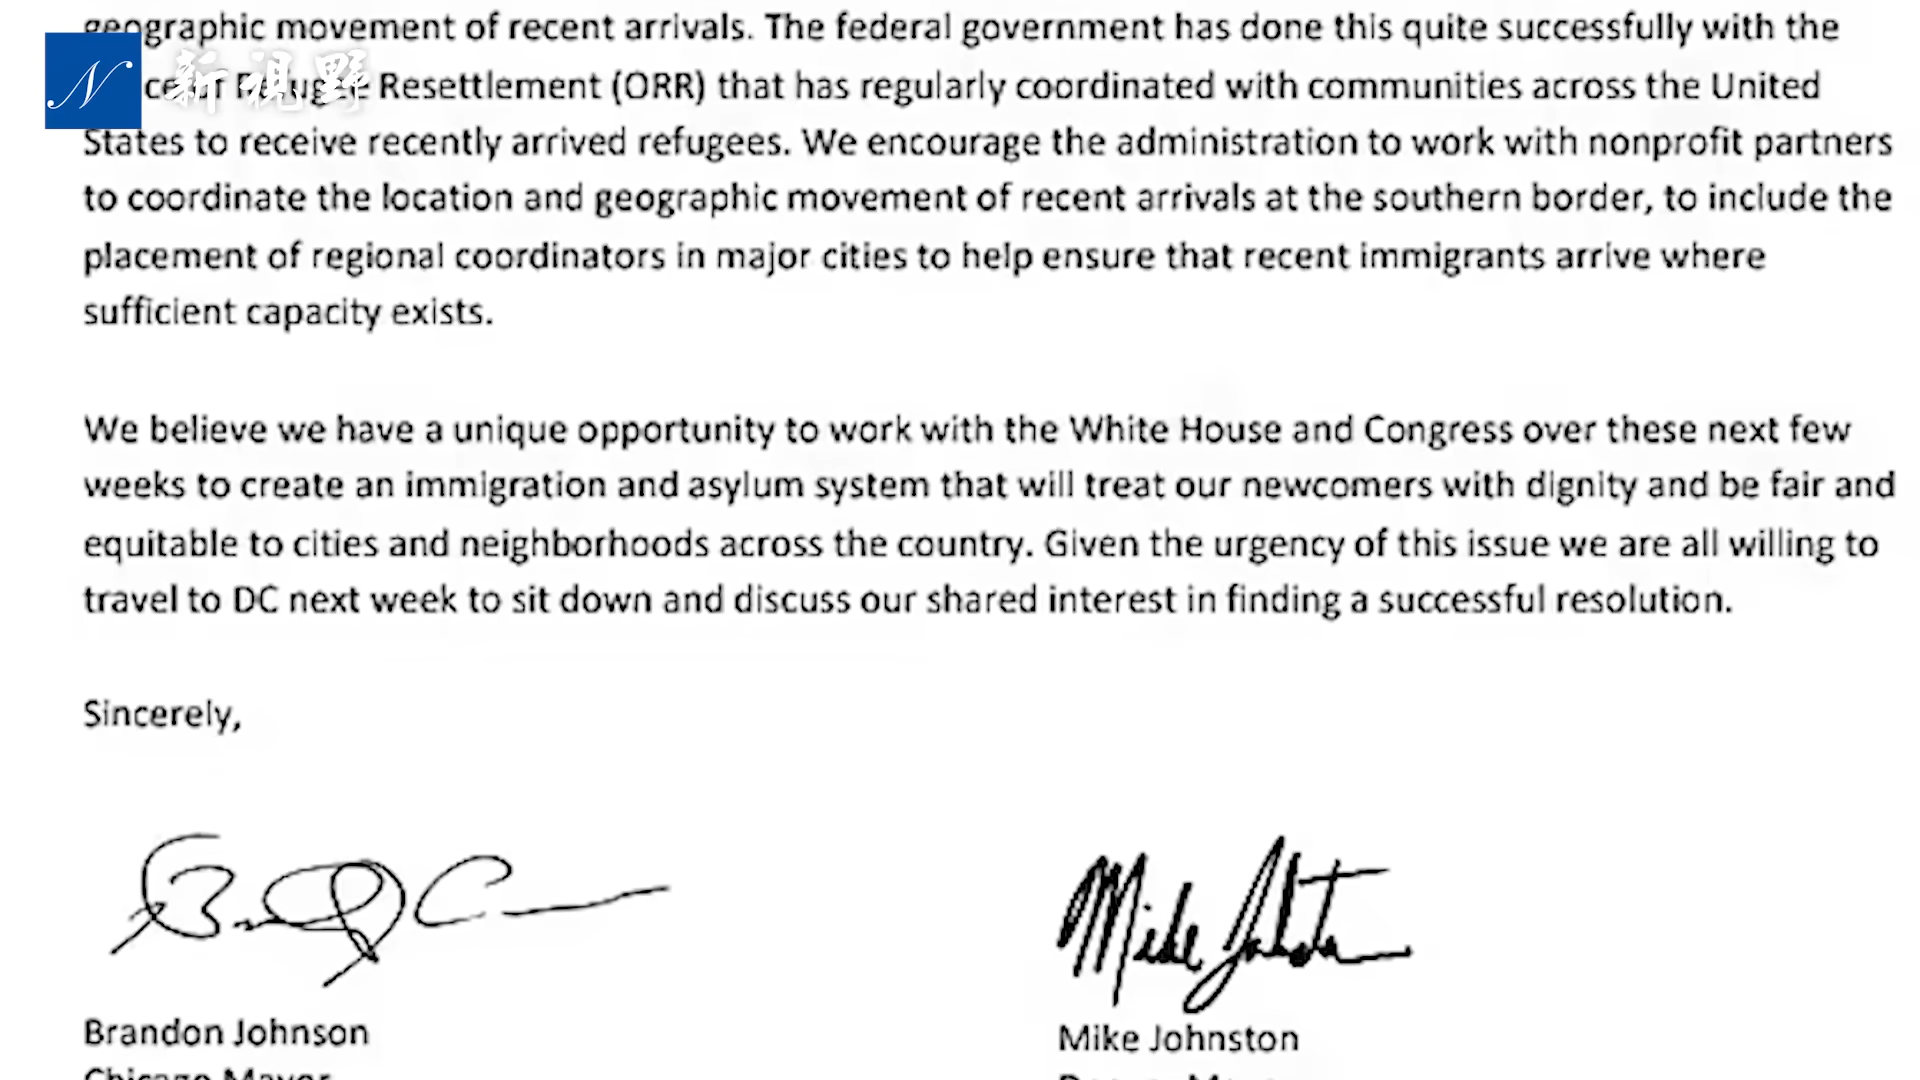 geographic movement of recent arrivals. The federal government has done this quite successfully with the
N 新視野
Refugee Resettlement (ORR) that has regularly coordinated with communities across the United
States to receive recently arrived refugees. We encourage the administration to work with nonprofit partners
to coordinate the location and geographic movement of recent arrivals at the southern border, to include the
placement of regional coordinators in major cities to help ensure that recent immigrants arrive where
sufficient capacity exists.
We believe we have a unique opportunity to work with the White House and Congress over these next few
weeks to create an immigration and asylum system that will treat our newcomers with dignity and be fair and
equitable to cities and neighborhoods across the country. Given the urgency of this issue we are all willing to
travel to DC next week to sit down and discuss our shared interest in finding a successful resolution.
Sincerely,
Mike Johnston
Brandon Johnson
Mike Johnston
Chicago Mayor